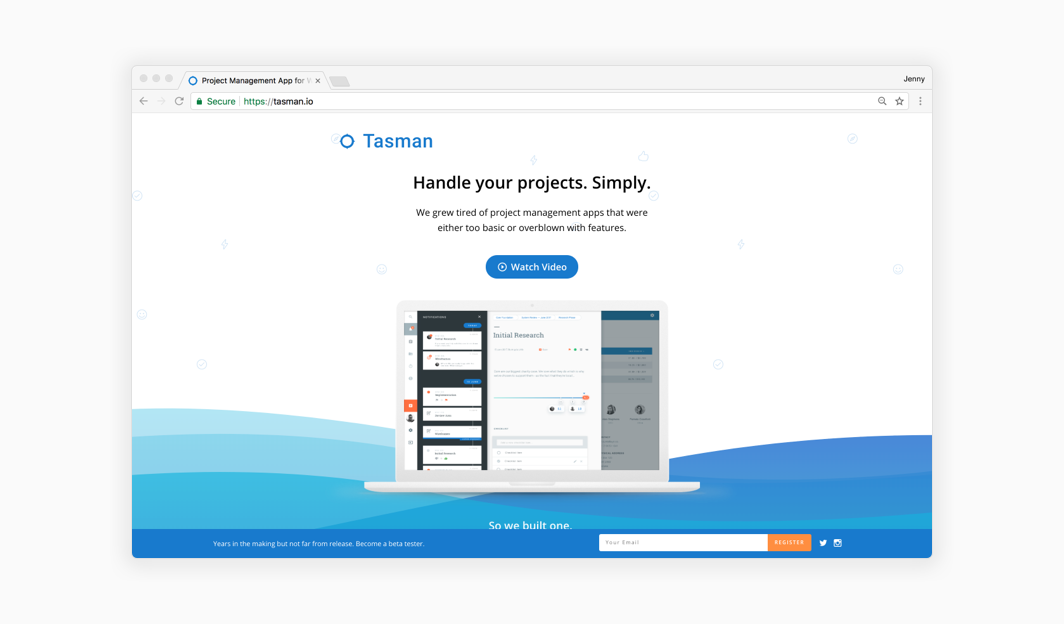 Project Management App for Y
Jenny
Secure
https://tasman.io
Tasman
Handle your projects. Simply.
We grew tired of project management apps that were
either too basic or overblown with features.
Watch Video
Initial Research
So we built one.
Years in the making but not far from release. Become a beta tester.
Your Email
REGISTER